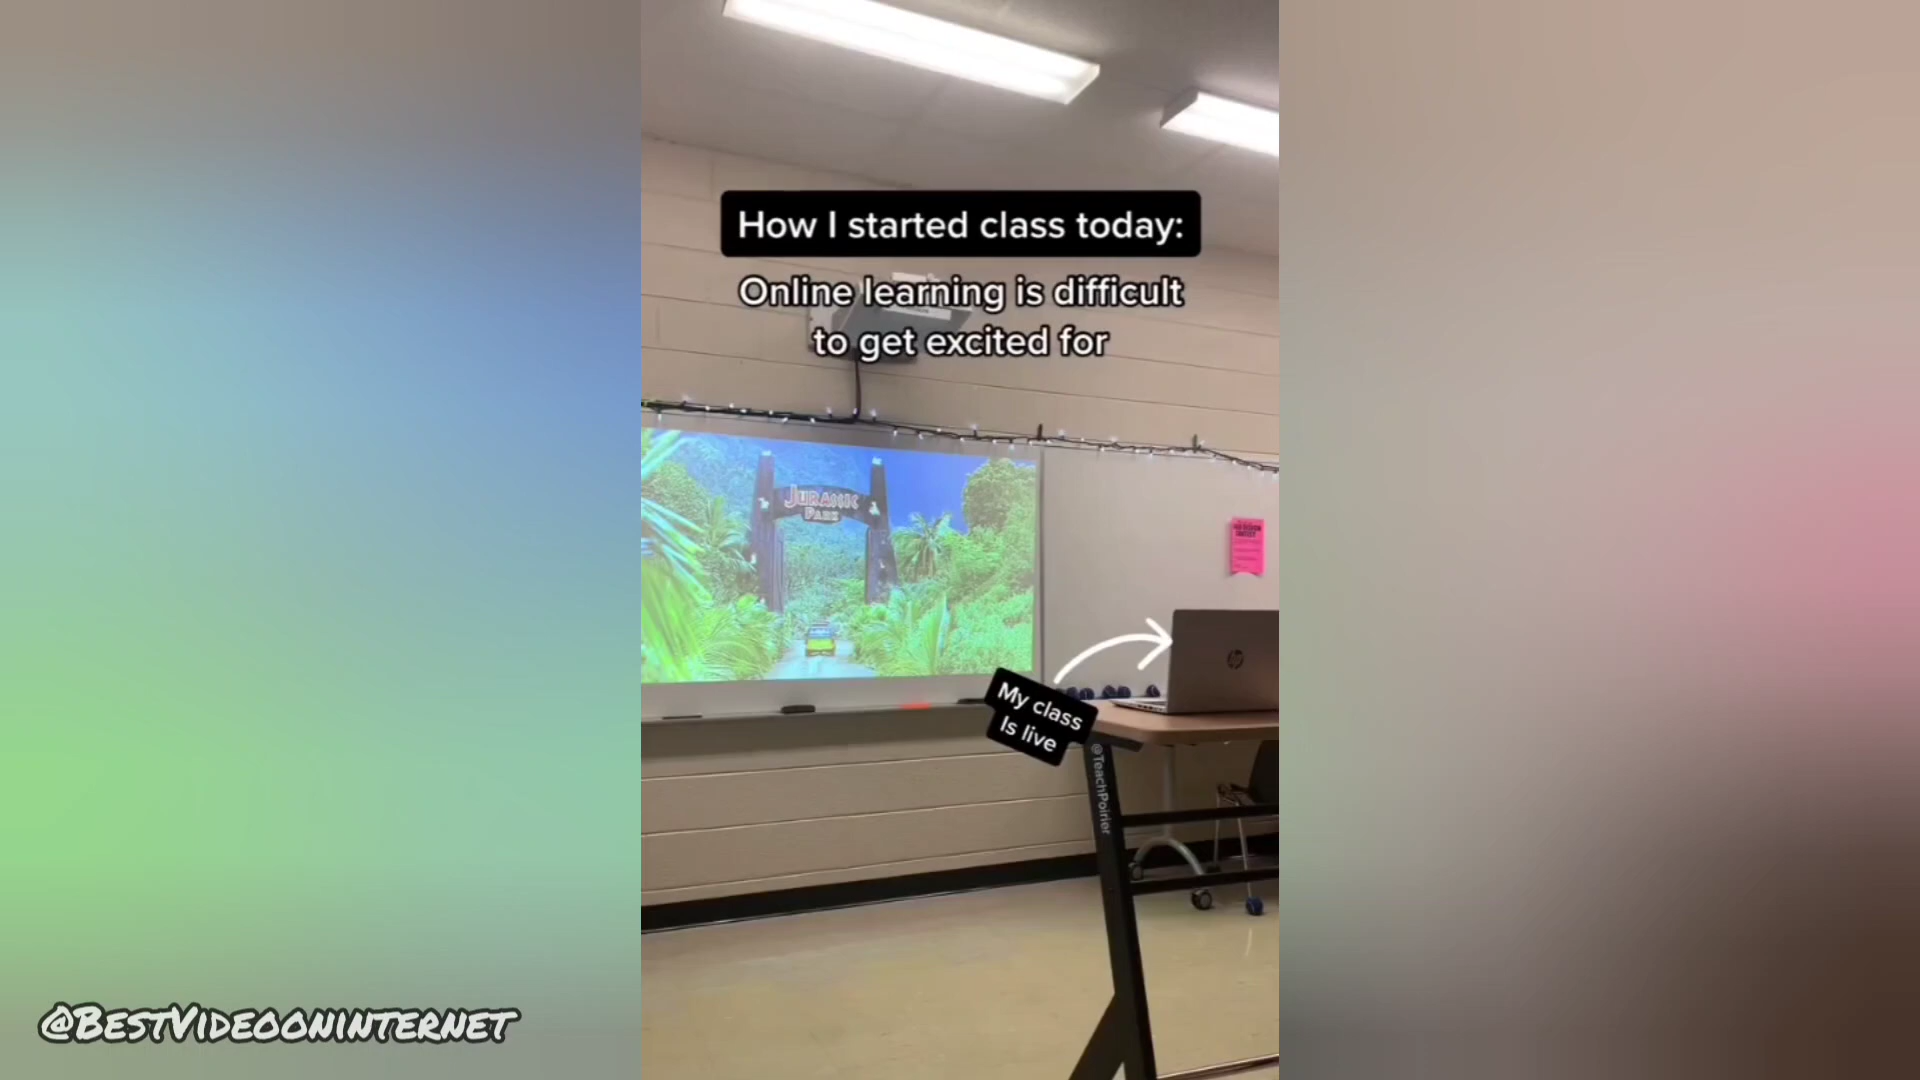 How I started class today:
Online learning is difficult
to get excited for
JURASSIC
PARK
My class
Is live
@TeachPoirier
@BestVideooninternet